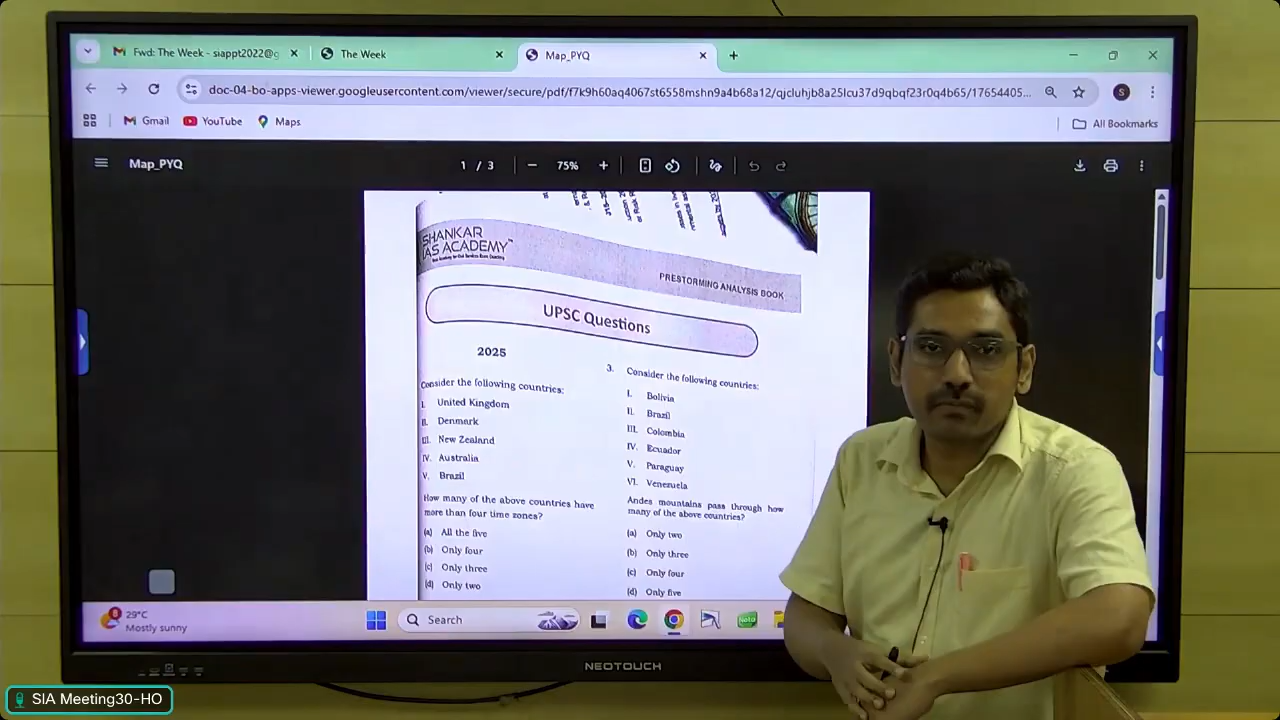 Fwd: The Week - siappt2022@g
The Week
Map_PYQ
doc-04-bo-apps-viewer.googleusercontent.com/viewer/secure/pdf/f7k9h60aq4067st6558mshn9a4b68a12/qjcluhjb8a25lcu37d9qbqf23r0q4b65/17654405...
S
Gmail
YouTube
Maps
All Bookmarks
Map_PYQ
1 / 3
75%
SHANKAR
IAS ACADEMY
PRESTORMING ANALYSIS BOOK
UPSC Questions
2025
Consider the following countries:
I. United Kingdom
II. Denmark
III. New Zealand
IV. Australia
V. Brazil
How many of the above countries have
more than four time zones?
(a) All the five
(b) Only four
(c) Only three
(d) Only two
3. Consider the following countries:
I. Bolivia
II. Brazil
III. Colombia
IV. Ecuador
V. Paraguay
VI. Venezuela
Andes mountains pass through how
many of the above countries?
(a) Only two
(b) Only three
(c) Only four
(d) Only five
29°C
Mostly sunny
Search
NEOTOUCH
SIA Meeting30-HO